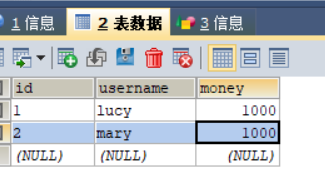 1 信息 2 表数据 3 信息
id username money
1 lucy 1000
2 mary 1000
(NULL) (NULL) (NULL)